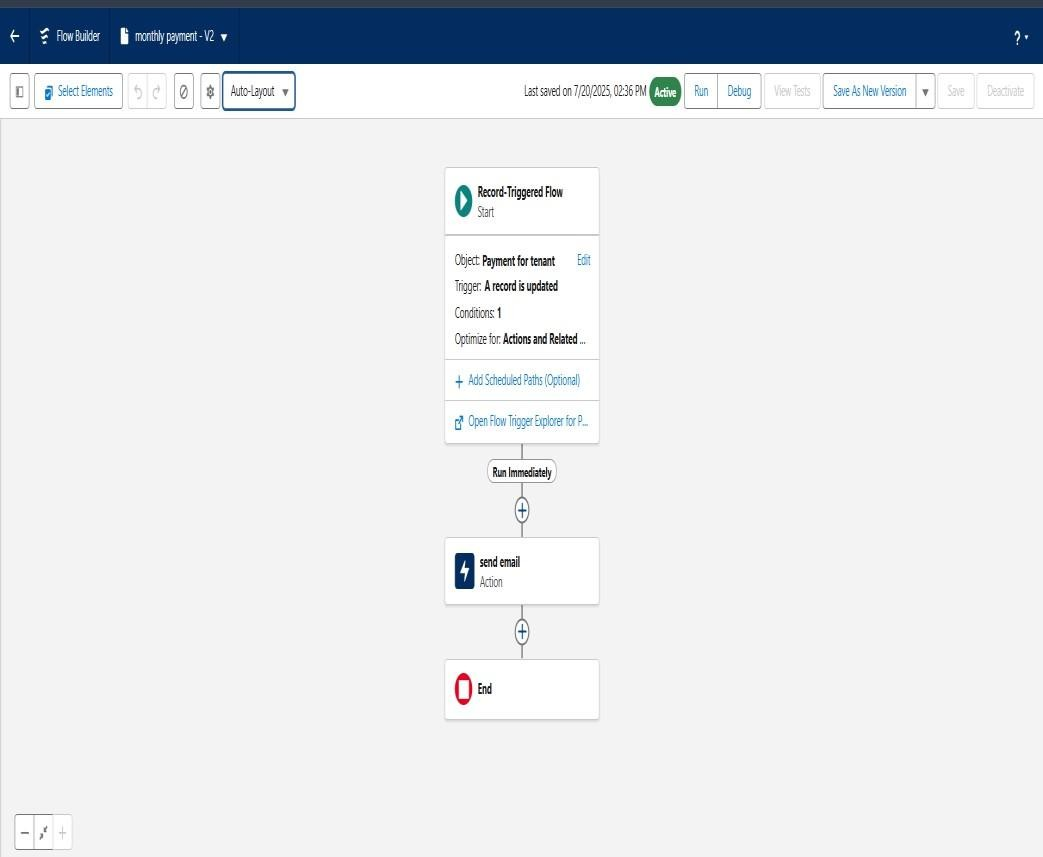 Flow Builder
monthly payment - V2
?
Select Elements
Auto-Layout
Last saved on 7/20/2025, 02:36 PM
Active
Run
Debug
View Tests
Save As New Version
Save
Deactivate
Record-Triggered Flow
Start
Object: Payment for tenant
Edit
Trigger: A record is updated
Conditions: 1
Optimize for: Actions and Related ...
+ Add Scheduled Paths (Optional)
Open Flow Trigger Explorer for P...
Run Immediately
send email
Action
End